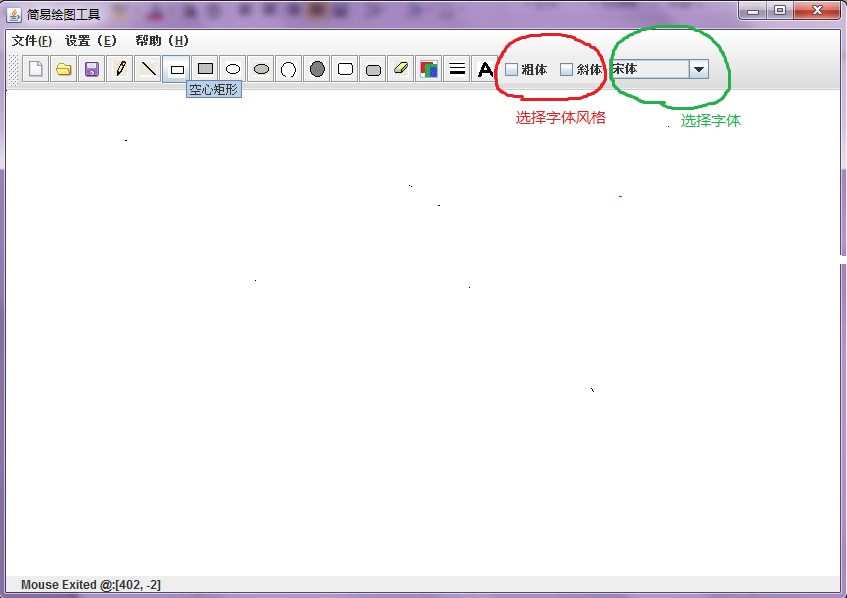 简易绘图工具
文件(F) 设置（E） 帮助（H）
A 粗体 斜体 宋体
空心矩形
选择字体风格
选择字体
Mouse Exited @:[402, -2]